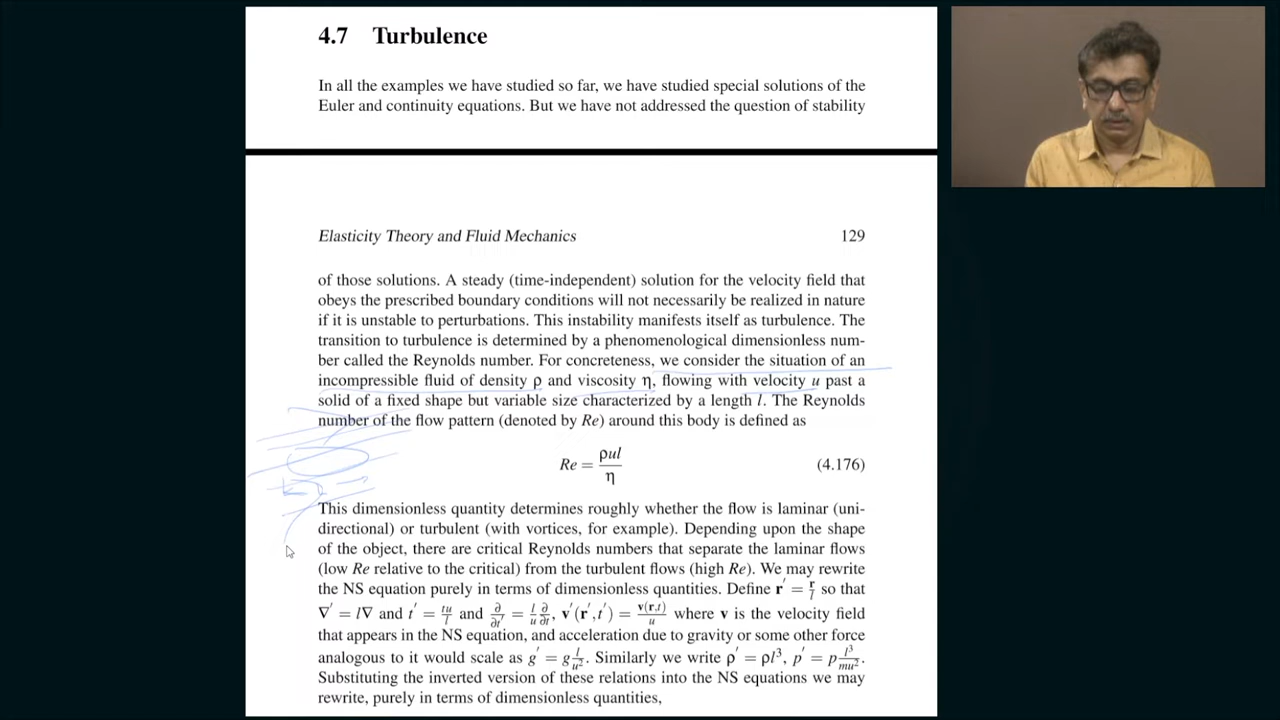 4.7 Turbulence
In all the examples we have studied so far, we have studied special solutions of the
Euler and continuity equations. But we have not addressed the question of stability
Elasticity Theory and Fluid Mechanics 129
of those solutions. A steady (time-independent) solution for the velocity field that
obeys the prescribed boundary conditions will not necessarily be realized in nature
if it is unstable to perturbations. This instability manifests itself as turbulence. The
transition to turbulence is determined by a phenomenological dimensionless num-
ber called the Reynolds number. For concreteness, we consider the situation of an
incompressible fluid of density ρ and viscosity η, flowing with velocity u past a
solid of a fixed shape but variable size characterized by a length l. The Reynolds
number of the flow pattern (denoted by Re) around this body is defined as
Re = ρul/η (4.176)
This dimensionless quantity determines roughly whether the flow is laminar (uni-
directional) or turbulent (with vortices, for example). Depending upon the shape
of the object, there are critical Reynolds numbers that separate the laminar flows
(low Re relative to the critical) from the turbulent flows (high Re). We may rewrite
the NS equation purely in terms of dimensionless quantities. Define r′ = r/l so that
∇′ = l∇ and t′ = tu/l and ∂/∂t′ = l/u ∂/∂t, v′(r′,t′) = v(r,t)/u where v is the velocity field
that appears in the NS equation, and acceleration due to gravity or some other force
analogous to it would scale as g′ = g l/u². Similarly we write ρ′ = ρl³, p′ = p l³/mu².
Substituting the inverted version of these relations into the NS equations we may
rewrite, purely in terms of dimensionless quantities,